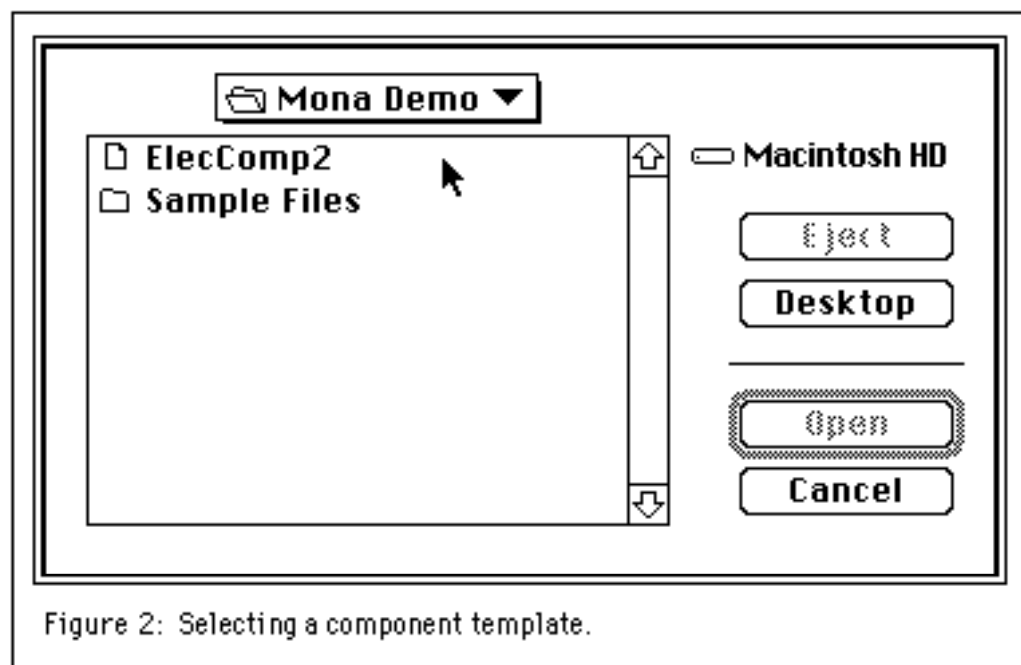 Mona Demo
ElecComp2
Sample Files
Macintosh HD
Eject
Desktop
Open
Cancel
Figure 2: Selecting a component template.